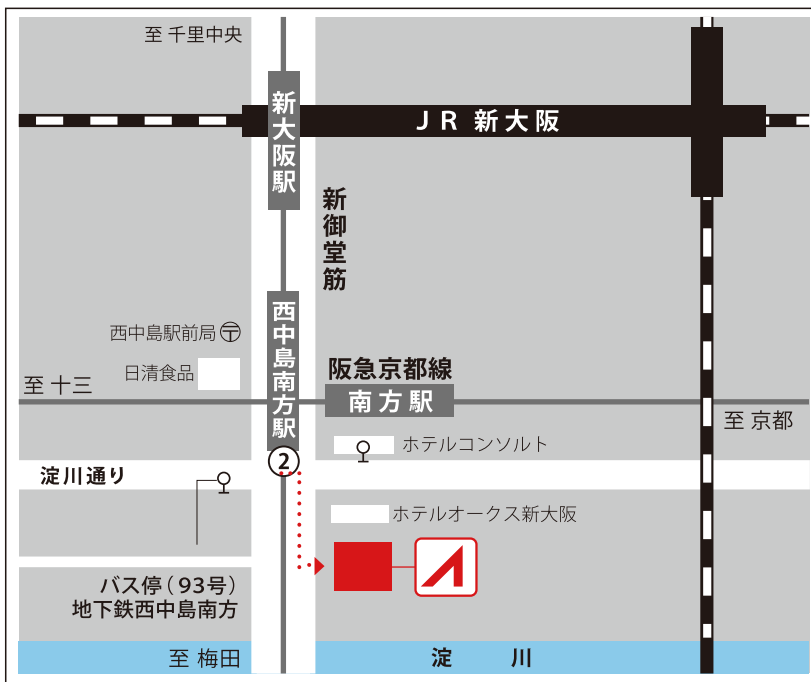 至 千里中央
新大阪駅
JR 新大阪
新御堂筋
西中島駅前局
日清食品
西中島南方駅
阪急京都線
南方駅
至 十三
至 京都
ホテルコンソルト
2
淀川通り
ホテルオークス新大阪
バス停(93号)
地下鉄西中島南方
至 梅田
淀 川